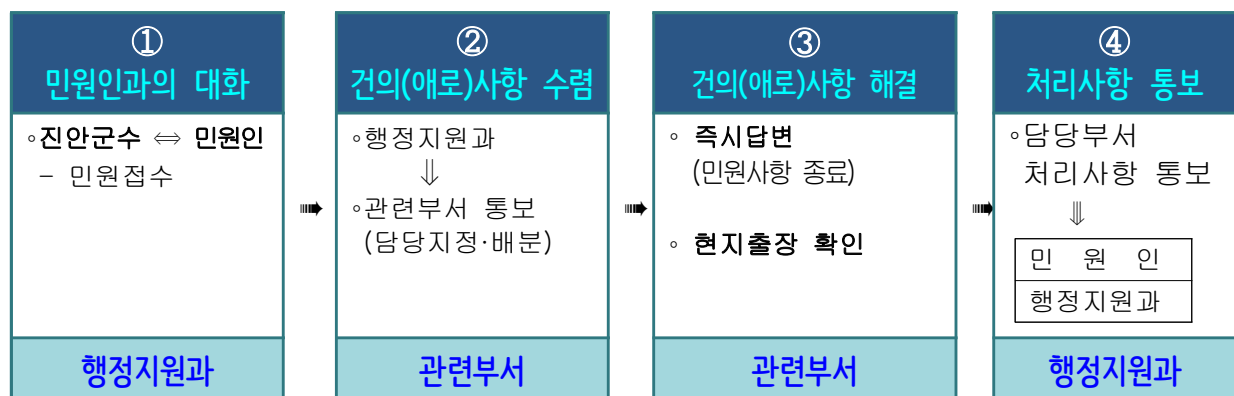 ①
민원인과의 대화
◦진안군수 ⇔ 민원인
- 민원접수
행정지원과
➠
②
건의(애로)사항 수렴
◦행정지원과
⇓
◦관련부서 통보
(담당지정·배분)
관련부서
➠
③
건의(애로)사항 해결
◦ 즉시답변
(민원사항 종료)
◦ 현지출장 확인
관련부서
➠
④
처리사항 통보
◦담당부서
처리사항 통보
⇓
민 원 인
행정지원과
행정지원과